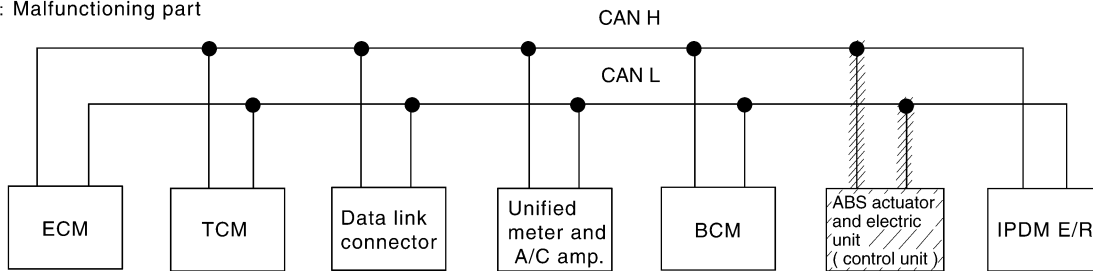 : Malfunctioning part
CAN H
CAN L
ECM
TCM
Data link
connector
Unified
meter and
A/C amp.
BCM
ABS actuator
and electric
unit
( control unit )
IPDM E/R